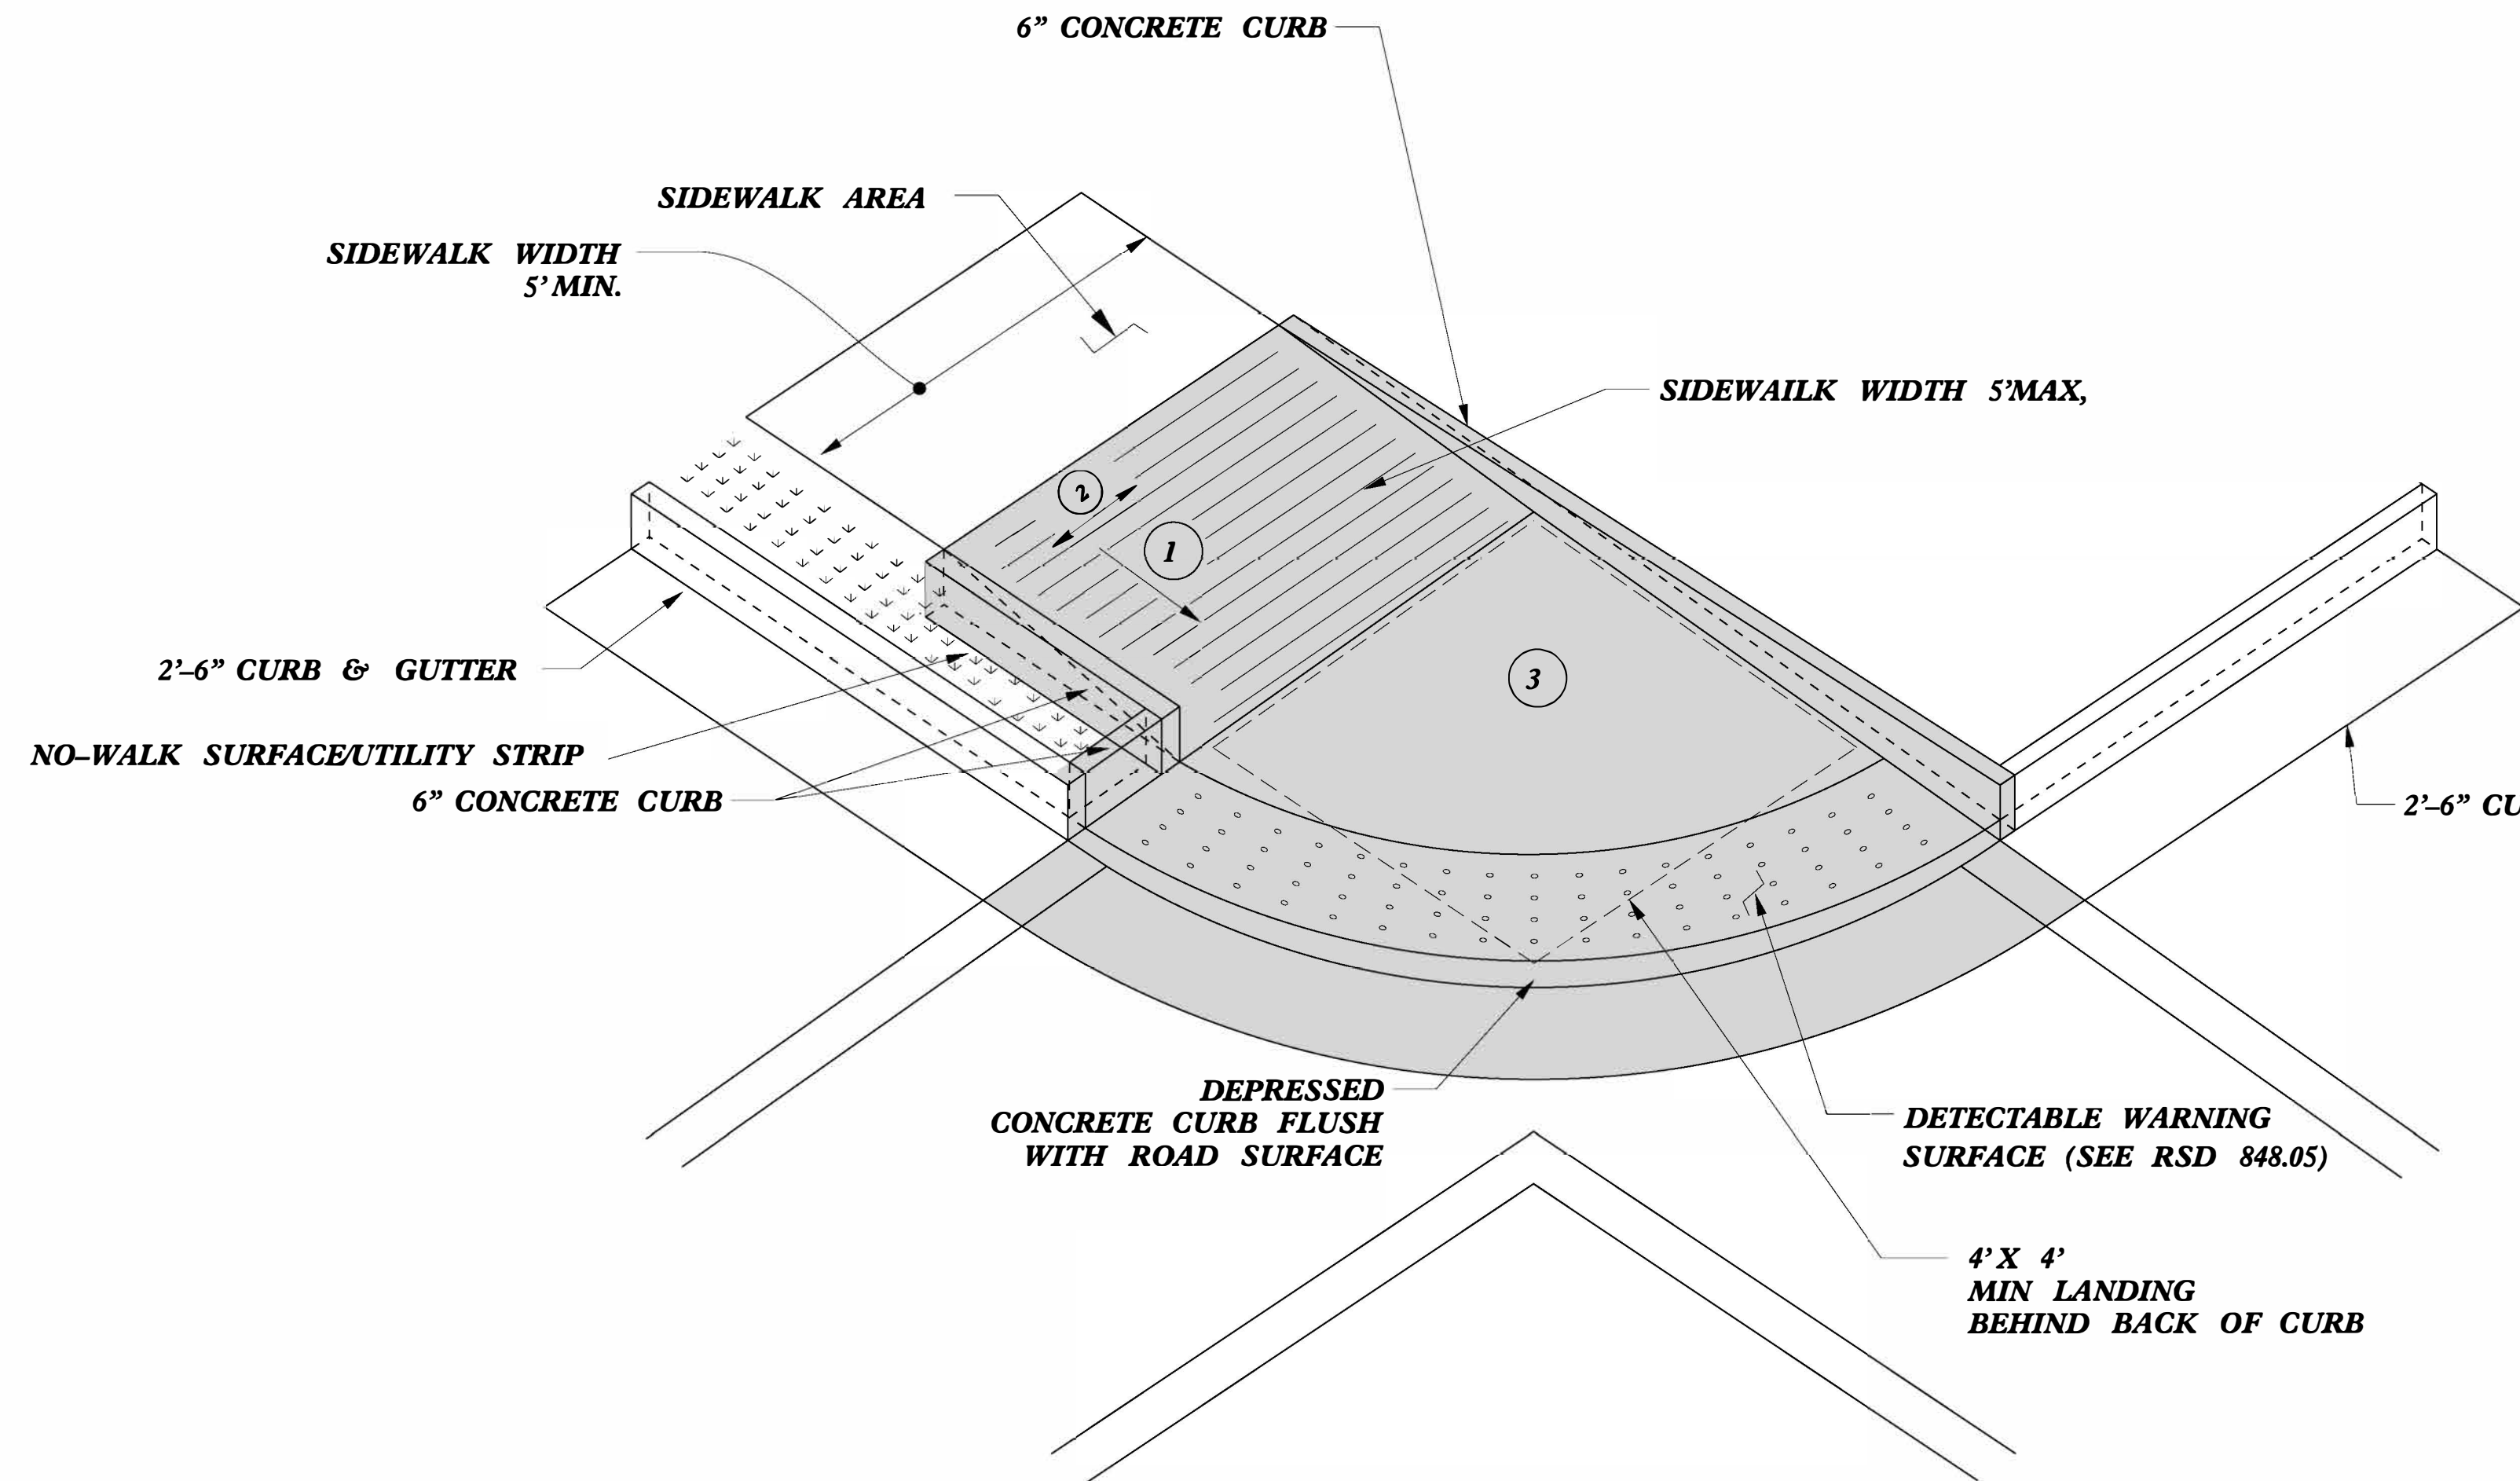 6” CONCRETE CURB
SIDEWALK AREA
SIDEWALK WIDTH
5’ MIN.
SIDEWAILK WIDTH 5’MAX,
2
1
3
2’–6” CURB & GUTTER
NO–WALK SURFACE/UTILITY STRIP
6” CONCRETE CURB
2’–6” CU
DEPRESSED
CONCRETE CURB FLUSH
WITH ROAD SURFACE
DETECTABLE WARNING
SURFACE (SEE RSD 848.05)
4’ X 4’
MIN LANDING
BEHIND BACK OF CURB